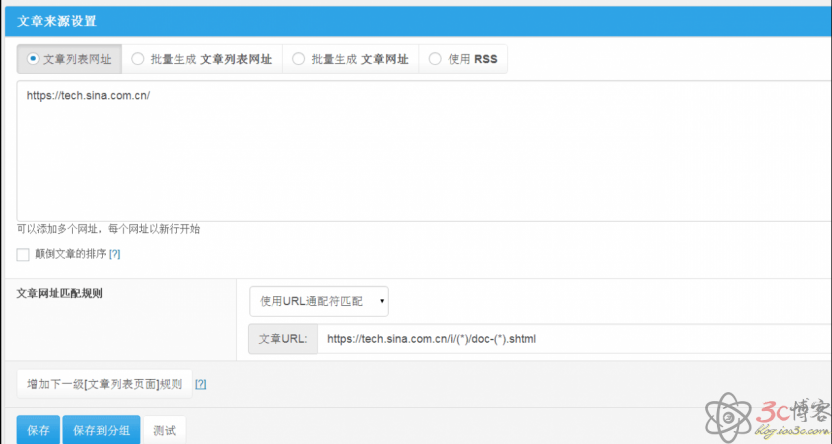 文章来源设置
文章列表网址 批量生成 文章列表网址 批量生成 文章网址 使用 RSS
https://tech.sina.com.cn/
可以添加多个网址，每个网址以新行开始
颠倒文章的排序 [?]
文章网址匹配规则
使用URL通配符匹配
文章URL: https://tech.sina.com.cn/i/(*)/doc-(*).shtml
增加下一级[文章列表页面]规则 [?]
保存 保存到分组 测试
3c博客
blog.ios3c.com